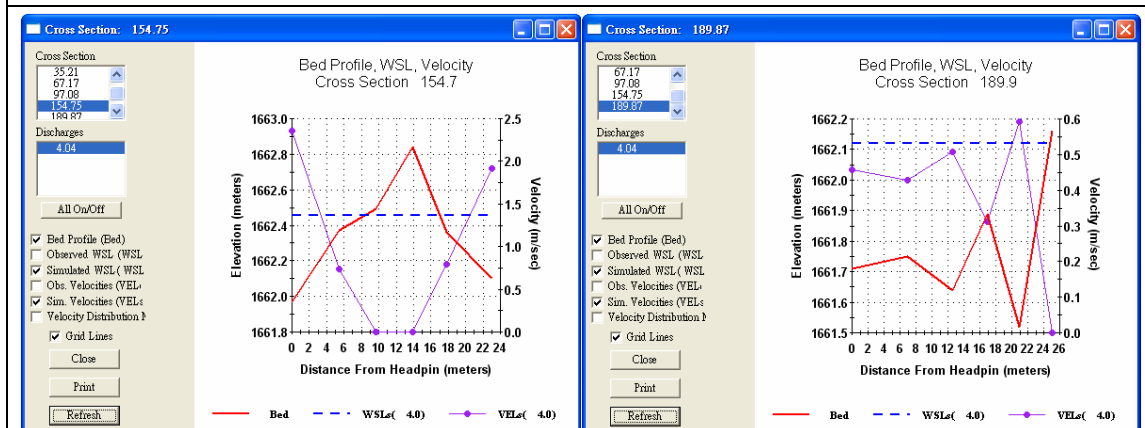 Cross Section: 154.75
Cross Section
35.21
67.17
97.08
154.75
189.87
Discharges
4.04
All On/Off
Bed Profile (Bed)
Observed WSL (WSL
Simulated WSL ( WSL
Obs. Velocities (VEL
Sim. Velocities (VELs
Velocity Distribution
Grid Lines
Close
Print
Refresh
Bed Profile, WSL, Velocity
Cross Section 154.7
1663.0
1662.8
1662.6
1662.4
1662.2
1662.0
1661.8
Elevation (meters)
2.5
2.0
1.5
1.0
0.5
0.0
Velocity (m/sec)
0 2 4 6 8 10 12 14 16 18 20 22 24
Distance From Headpin (meters)
Bed WSLs( 4.0) VELs( 4.0)
Cross Section: 189.87
Cross Section
67.17
97.08
154.75
189.87
Discharges
4.04
All On/Off
Bed Profile (Bed)
Observed WSL (WSL
Simulated WSL ( WSL
Obs. Velocities (VEL
Sim. Velocities (VELs
Velocity Distribution
Grid Lines
Close
Print
Refresh
Bed Profile, WSL, Velocity
Cross Section 189.9
1662.2
1662.1
1662.0
1661.9
1661.8
1661.7
1661.6
1661.5
Elevation (meters)
0.6
0.5
0.4
0.3
0.2
0.1
0.0
Velocity (m/sec)
0 2 4 6 8 10 12 14 16 18 20 22 24 26
Distance From Headpin (meters)
Bed WSLs( 4.0) VELs( 4.0)